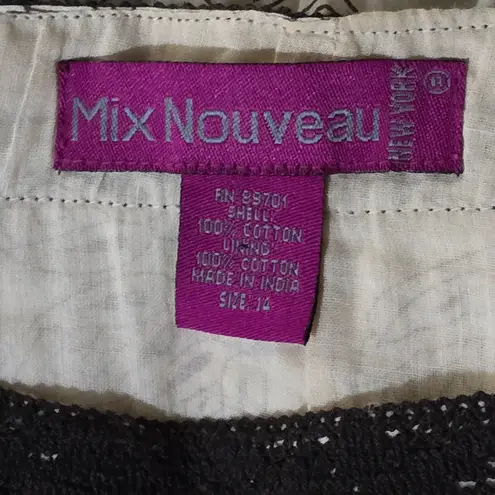 Mix Nouveau NEW YORK ®
RN 89701
SHELL:
100% COTTON
LINING
100% COTTON
MADE IN INDIA
SIZE: 14